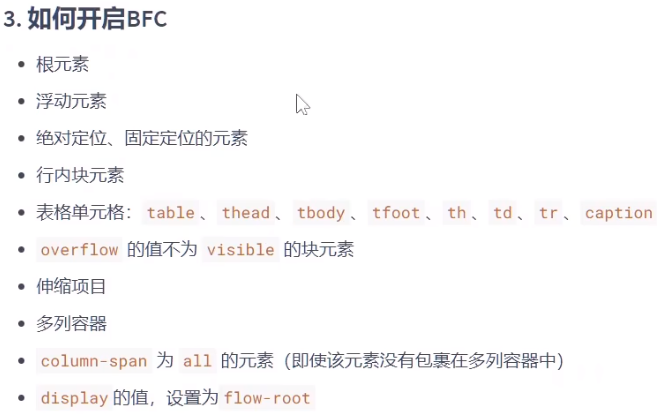 3. 如何开启BFC
根元素
浮动元素
绝对定位、固定定位的元素
行内块元素
表格单元格：table、thead、tbody、tfoot、th、td、tr、caption
overflow 的值不为 visible 的块元素
伸缩项目
多列容器
column-span 为 all 的元素（即使该元素没有包裹在多列容器中）
display 的值，设置为 flow-root